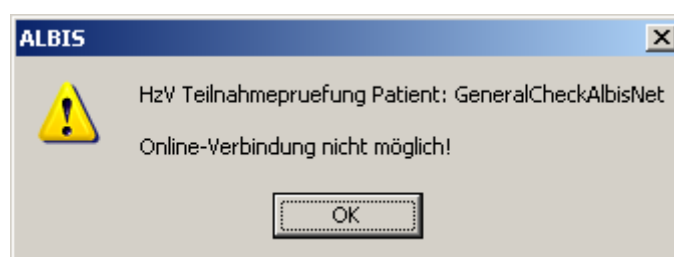 ALBIS
HzV Teilnahmepruefung Patient: GeneralCheckAlbisNet
Online-Verbindung nicht möglich!
OK